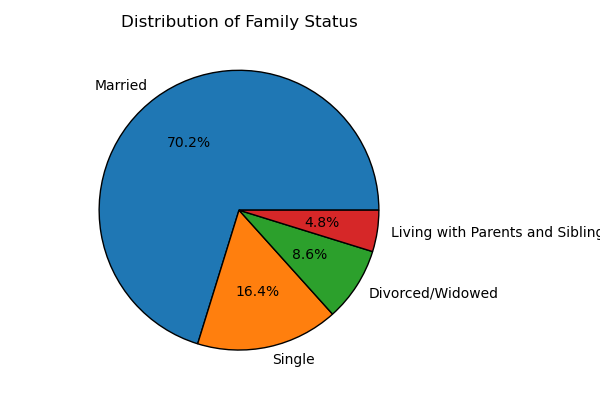 Distribution of Family Status
Married
70.2%
4.8%
Living with Parents and Sibling
8.6%
Divorced/Widowed
16.4%
Single